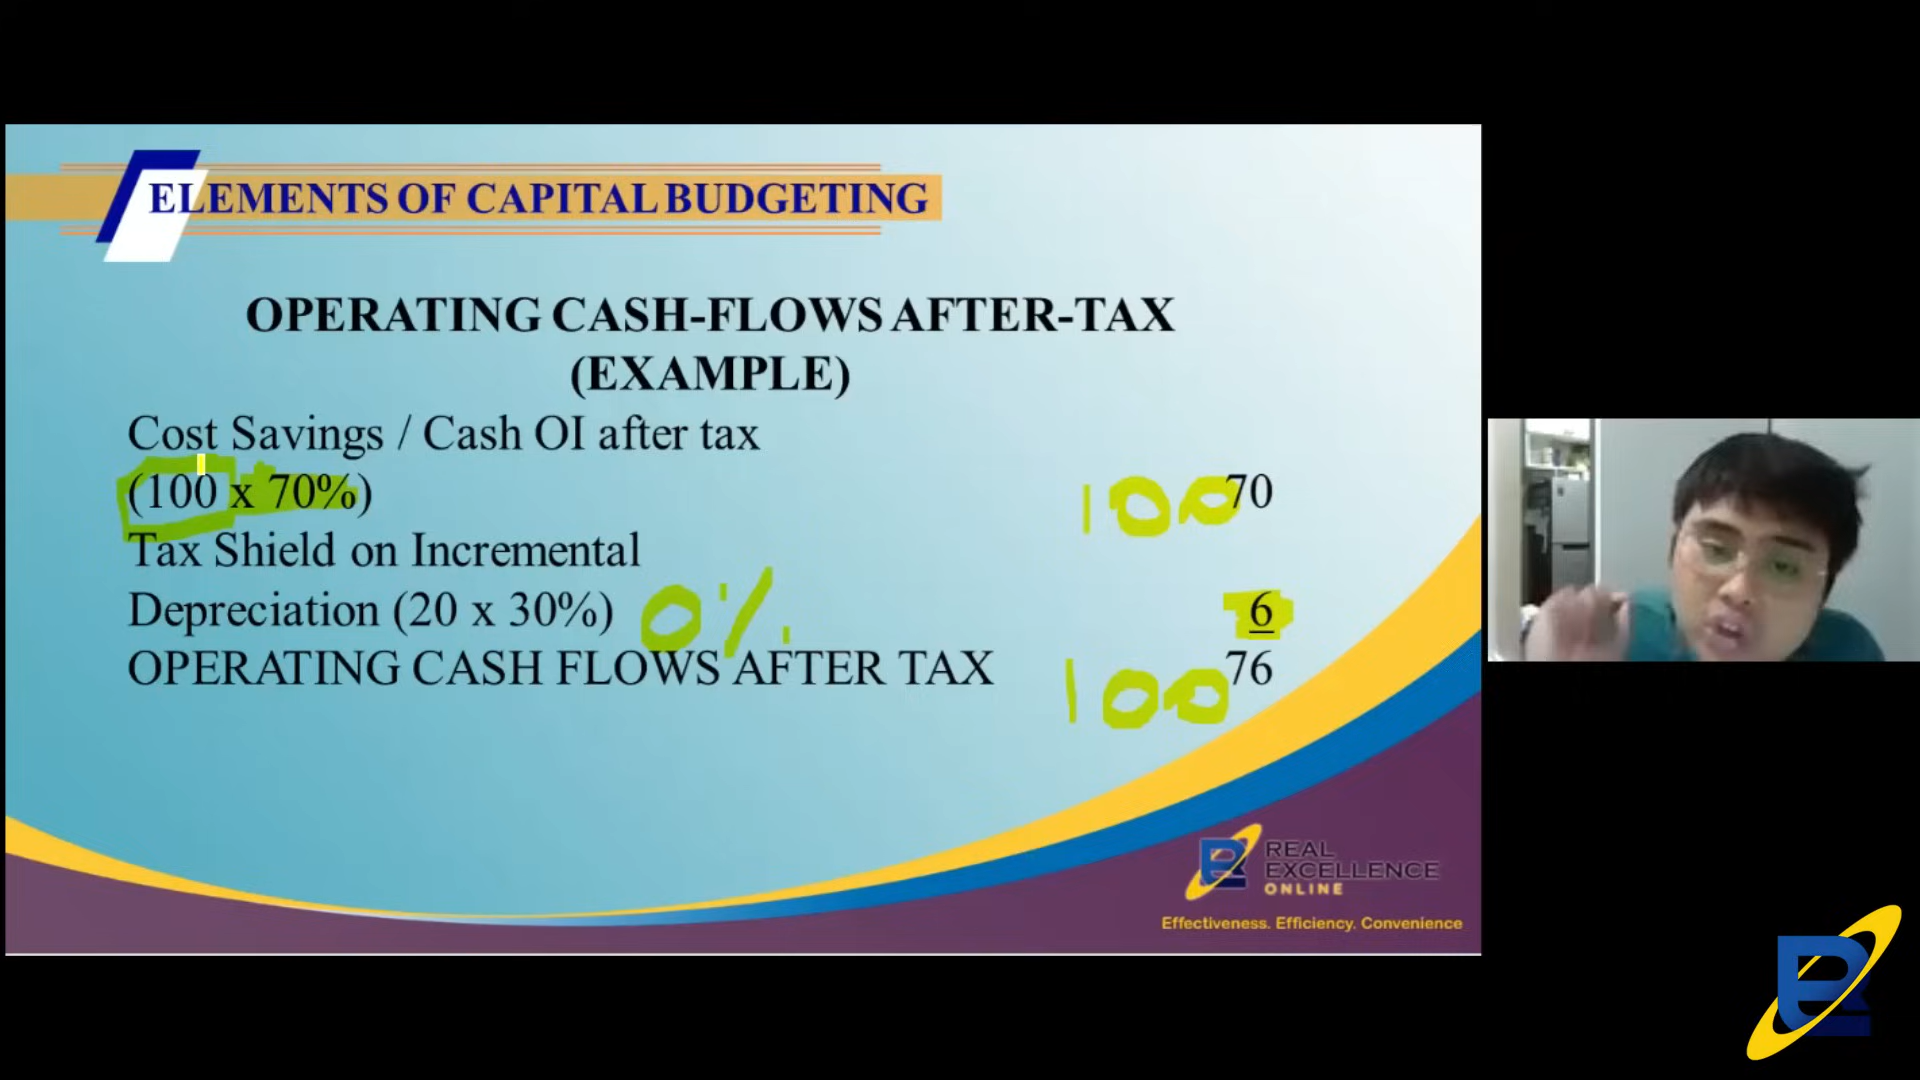 ELEMENTS OF CAPITAL BUDGETING
OPERATING CASH-FLOWS AFTER-TAX
(EXAMPLE)
Cost Savings / Cash OI after tax
(100 x 70%) 100 70
Tax Shield on Incremental
Depreciation (20 x 30%) 0% 6
OPERATING CASH FLOWS AFTER TAX 100 76
REAL
EXCELLENCE
ONLINE
Effectiveness. Efficiency. Convenience